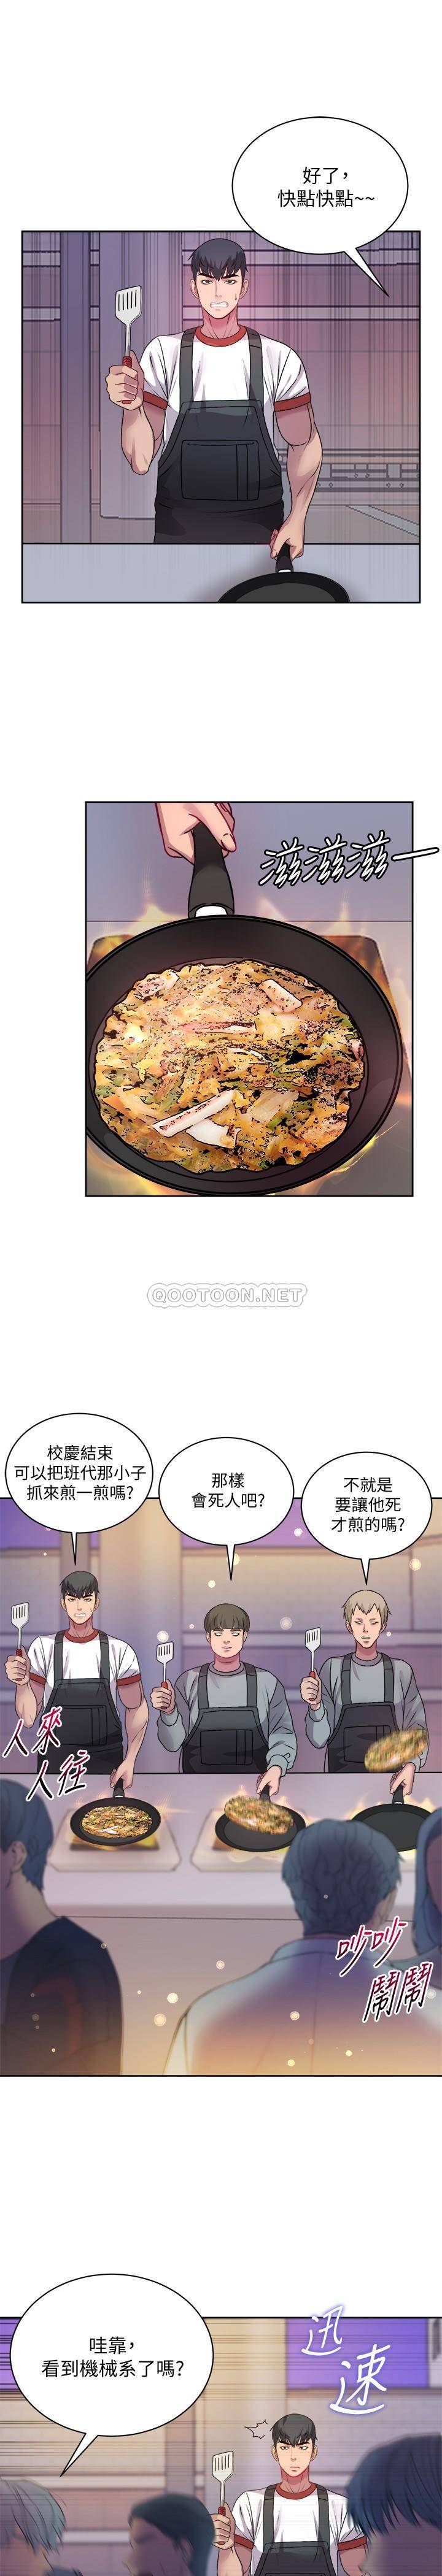 好了，
快點快點~~
滋滋滋一
QOOTOON.NET
校慶結束
可以把班代那小子
抓來煎一煎嗎?
那樣
會死人吧?
不就是
要讓他死
才煎的嗎?
人來
人往
吵吵
鬧鬧
哇靠，
看到機械系了嗎?
迅速